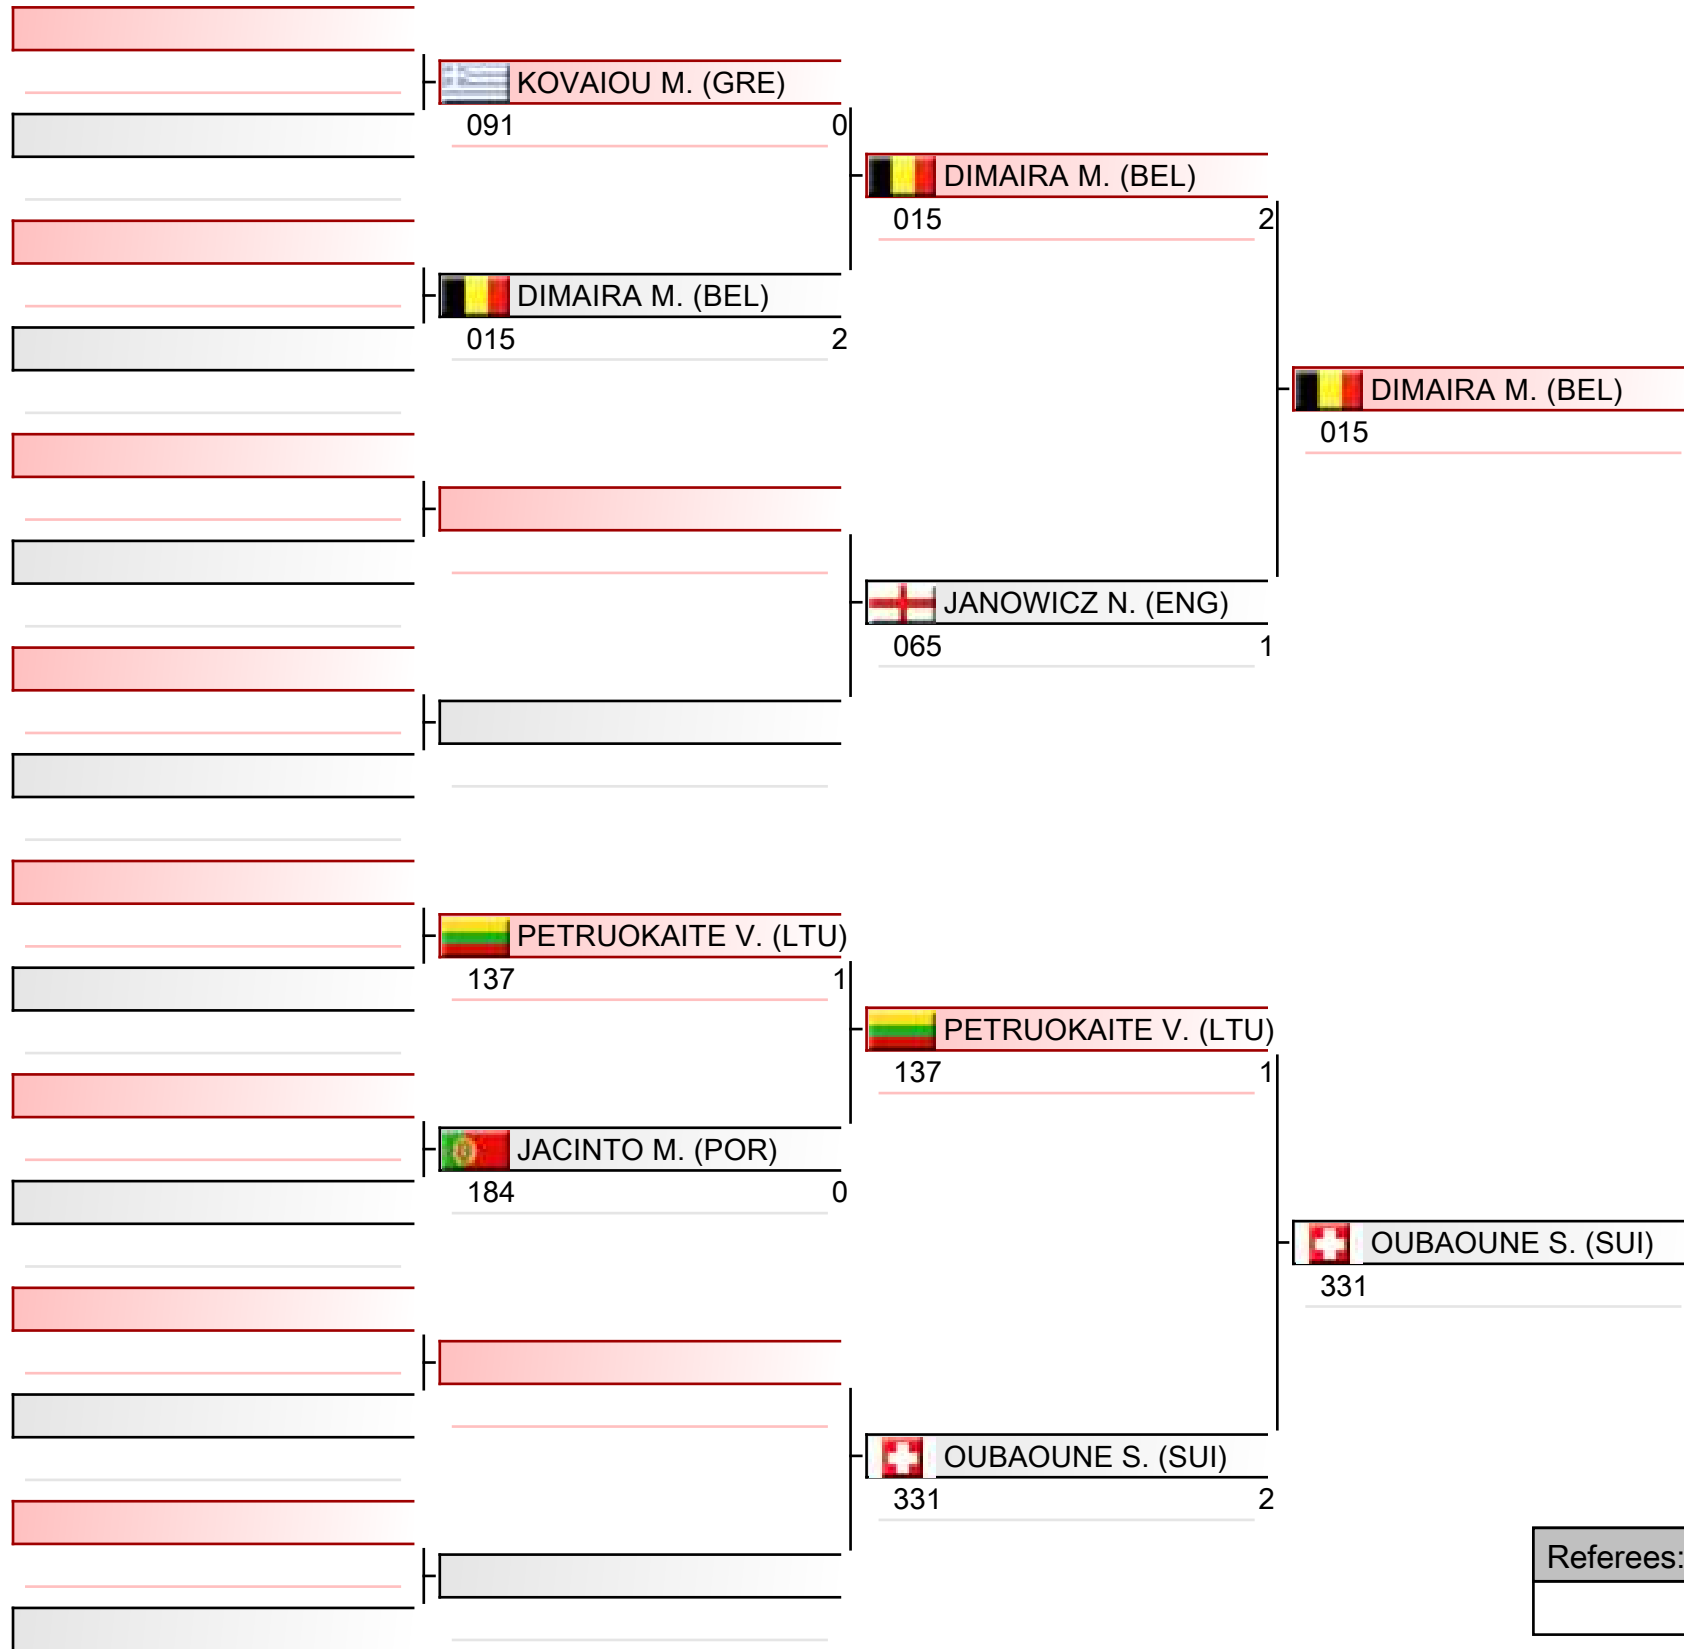 KOVAIOU M. (GRE)
091 0
DIMAIRA M. (BEL)
015 2
DIMAIRA M. (BEL)
015 2
DIMAIRA M. (BEL)
015
JANOWICZ N. (ENG)
065 1
PETRUOKAITE V. (LTU)
137 1
PETRUOKAITE V. (LTU)
137 1
JACINTO M. (POR)
184 0
OUBAOUNE S. (SUI)
331
OUBAOUNE S. (SUI)
331 2
Referees: